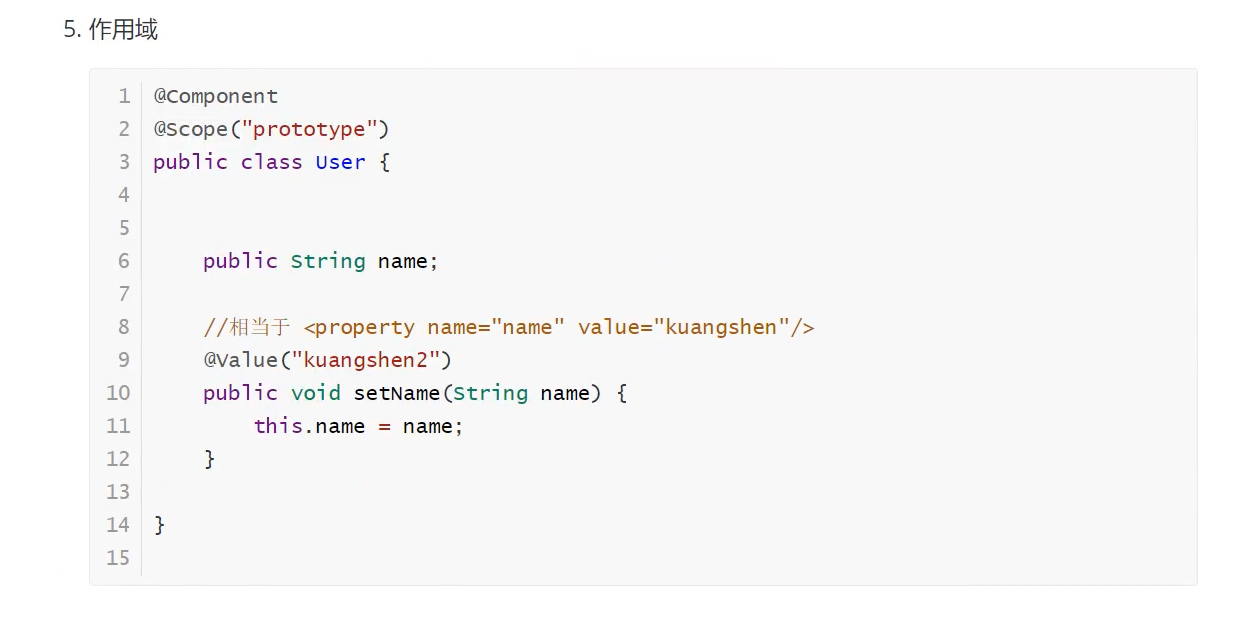 5. 作用域
1 @Component
2 @Scope("prototype")
3 public class User {
4
5
6 public String name;
7
8 //相当于 <property name="name" value="kuangshen"/>
9 @Value("kuangshen2")
10 public void setName(String name) {
11 this.name = name;
12 }
13
14 }
15